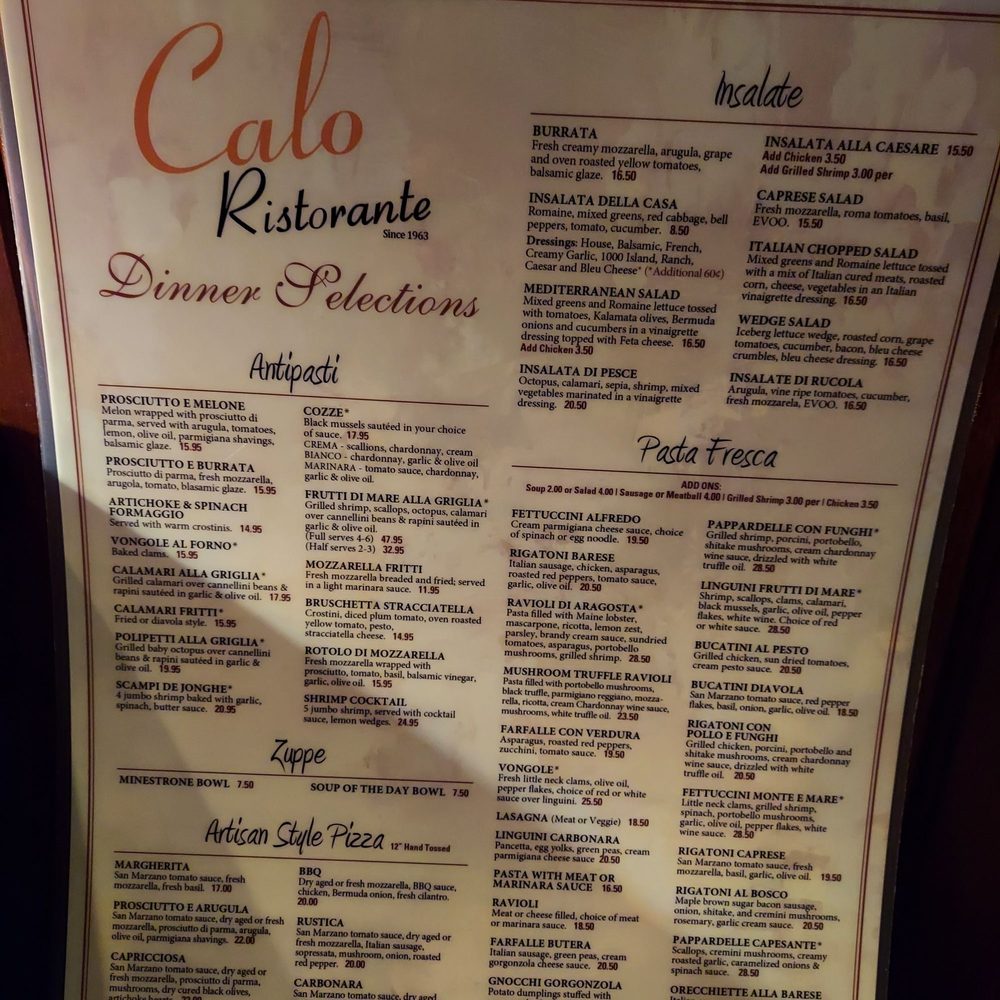 Calo
Ristorante
Since 1963
Dinner Selections
Antipasti
PROSCIUTTO E MELONE
Melon wrapped with prosciutto di
parma, served with arugula, tomatoes,
lemon, olive oil, parmigiana shavings,
balsamic glaze. 15.95
PROSCIUTTO E BURRATA
Prosciutto di parma, fresh mozzarella,
arugola, tomato, blasamic glaze. 15.95
ARTICHOKE & SPINACH
FORMAGGIO
Served with warm crostinis. 14.95
VONGOLE AL FORNO*
Baked clams. 15.95
CALAMARI ALLA GRIGLIA*
Grilled calamari over cannellini beans &
rapini sautéed in garlic & olive oil. 17.95
CALAMARI FRITTI*
Fried or diavola style. 15.95
POLIPETTI ALLA GRIGLIA*
Grilled baby octopus over cannellini
beans & rapini sautéed in garlic &
olive oil. 19.95
SCAMPI DE JONGHE*
4 jumbo shrimp baked with garlic,
spinach, butter sauce. 20.95
COZZE*
Black mussels sautéed in your choice
of sauce. 17.95
CREMA - scallions, chardonnay, cream
BIANCO - chardonnay, garlic & olive oil
MARINARA - tomato sauce, chardonnay,
garlic & olive oil.
FRUTTI DI MARE ALLA GRIGLIA*
Grilled shrimp, scallops, octopus, calamari
over cannellini beans & rapini sautéed in
garlic & olive oil.
(Full serves 4-6) 47.95
(Half serves 2-3) 32.95
MOZZARELLA FRITTI
Fresh mozzarella breaded and fried; served
in a light marinara sauce. 11.95
BRUSCHETTA STRACCIATELLA
Crostini, diced plum tomato, oven roasted
yellow tomato, pesto,
stracciatella cheese. 14.95
ROTOLO DI MOZZARELLA
Fresh mozzarella wrapped with
prosciutto, tomato, basil, balsamic vinegar,
garlic, olive oil. 15.95
SHRIMP COCKTAIL
5 jumbo shrimp, served with cocktail
sauce, lemon wedges. 24.95
Zuppe
MINESTRONE BOWL 7.50
SOUP OF THE DAY BOWL 7.50
Artisan Style Pizza 12" Hand Tossed
MARGHERITA
San Marzano tomato sauce, fresh
mozzarella, fresh basil. 17.00
PROSCIUTTO E ARUGULA
San Marzano tomato sauce, dry aged or fresh
mozzarella, prosciutto di parma, arugula,
olive oil, parmigiana shavings. 22.00
CAPRICCIOSA
San Marzano tomato sauce, dry aged or
fresh mozzarella, prosciutto di parma,
mushrooms, dry cured black olives,
artichoke hearts. 22.00
BBQ
Dry aged or fresh mozzarella, BBQ sauce,
chicken, Bermuda onion, fresh cilantro.
20.00
RUSTICA
San Marzano tomato sauce, dry aged or
fresh mozzarella, Italian sausage,
sopressata, mushroom, onion, roasted
red pepper. 20.00
CARBONARA
San Marzano tomato sauce, dry aged
Insalate
BURRATA
Fresh creamy mozzarella, arugula, grape
and oven roasted yellow tomatoes,
balsamic glaze. 16.50
INSALATA DELLA CASA
Romaine, mixed greens, red cabbage, bell
peppers, tomato, cucumber. 8.50
Dressings: House, Balsamic, French,
Creamy Garlic, 1000 Island, Ranch,
Caesar and Bleu Cheese* (*Additional 60¢)
MEDITERRANEAN SALAD
Mixed greens and Romaine lettuce tossed
with tomatoes, Kalamata olives, Bermuda
onions and cucumbers in a vinaigrette
dressing topped with Feta cheese. 16.50
Add Chicken 3.50
INSALATA DI PESCE
Octopus, calamari, sepia, shrimp, mixed
vegetables marinated in a vinaigrette
dressing. 20.50
INSALATA ALLA CAESARE 15.50
Add Chicken 3.50
Add Grilled Shrimp 3.00 per
CAPRESE SALAD
Fresh mozzarella, roma tomatoes, basil,
EVOO. 15.50
ITALIAN CHOPPED SALAD
Mixed greens and Romaine lettuce tossed
with a mix of Italian cured meats, roasted
corn, cheese, vegetables in an Italian
vinaigrette dressing. 16.50
WEDGE SALAD
Iceberg lettuce wedge, roasted corn, grape
tomatoes, cucumber, bacon, bleu cheese
crumbles, bleu cheese dressing. 16.50
INSALATE DI RUCOLA
Arugula, vine ripe tomatoes, cucumber,
fresh mozzarela, EVOO. 16.50
Pasta Fresca
ADD ONS:
Soup 2.00 or Salad 4.00 | Sausage or Meatball 4.00 | Grilled Shrimp 3.00 per | Chicken 3.50
FETTUCCINI ALFREDO
Cream parmigiana cheese sauce, choice
of spinach or egg noodle. 19.50
RIGATONI BARESE
Italian sausage, chicken, asparagus,
roasted red peppers, tomato sauce,
garlic, olive oil. 20.50
RAVIOLI DI ARAGOSTA*
Pasta filled with Maine lobster,
mascarpone, ricotta, lemon zest,
parsley, brandy cream sauce, sundried
tomatoes, asparagus, portobello
mushrooms, grilled shrimp. 28.50
MUSHROOM TRUFFLE RAVIOLI
Pasta filled with portobello mushrooms,
black truffle, parmigiano reggiano, mozza-
rella, ricotta, cream Chardonnay wine sauce,
mushrooms, white truffle oil. 23.50
FARFALLE CON VERDURA
Asparagus, roasted red peppers,
zucchini, tomato sauce. 19.50
VONGOLE*
Fresh little neck clams, olive oil,
pepper flakes, choice of red or white
sauce over linguini. 25.50
LASAGNA (Meat or Veggie) 18.50
LINGUINI CARBONARA
Pancetta, egg yolks, green peas, cream
parmigiana cheese sauce 20.50
PASTA WITH MEAT OR
MARINARA SAUCE 16.50
RAVIOLI
Meat or cheese filled, choice of meat
or marinara sauce. 18.50
FARFALLE BUTERA
Italian sausage, green peas, cream
gorgonzola cheese sauce. 20.50
GNOCCHI GORGONZOLA
Potato dumplings stuffed with
PAPPARDELLE CON FUNGHI*
Grilled shrimp, porcini, portobello,
shitake mushrooms, cream chardonnay
wine sauce, drizzled with white
truffle oil. 28.50
LINGUINI FRUTTI DI MARE*
Shrimp, scallops, clams, calamari,
black mussels, garlic, olive oil, pepper
flakes, white wine. Choice of red
or white sauce. 28.50
BUCATINI AL PESTO
Grilled chicken, sun dried tomatoes,
cream pesto sauce. 20.50
BUCATINI DIAVOLA
San Marzano tomato sauce, red pepper
flakes, basil, onion, garlic, olive oil. 18.50
RIGATONI CON
POLLO E FUNGHI
Grilled chicken, porcini, portobello and
shitake mushrooms, cream chardonnay
wine sauce, drizzled with white
truffle oil. 20.50
FETTUCCINI MONTE E MARE*
Little neck clams, grilled shrimp,
spinach, portobello mushrooms,
garlic, olive oil, pepper flakes, white
wine sauce. 28.50
RIGATONI CAPRESE
San Marzano tomato sauce, fresh
mozzarella, basil, garlic, olive oil. 19.50
RIGATONI AL BOSCO
Maple brown sugar bacon sausage,
onion, shitake, and cremini mushrooms,
rosemary, garlic cream sauce. 20.50
PAPPARDELLE CAPESANTE*
Scallops, cremini mushrooms, creamy
roasted garlic, caramelized onions &
spinach sauce. 28.50
ORECCHIETTE ALLA BARESE